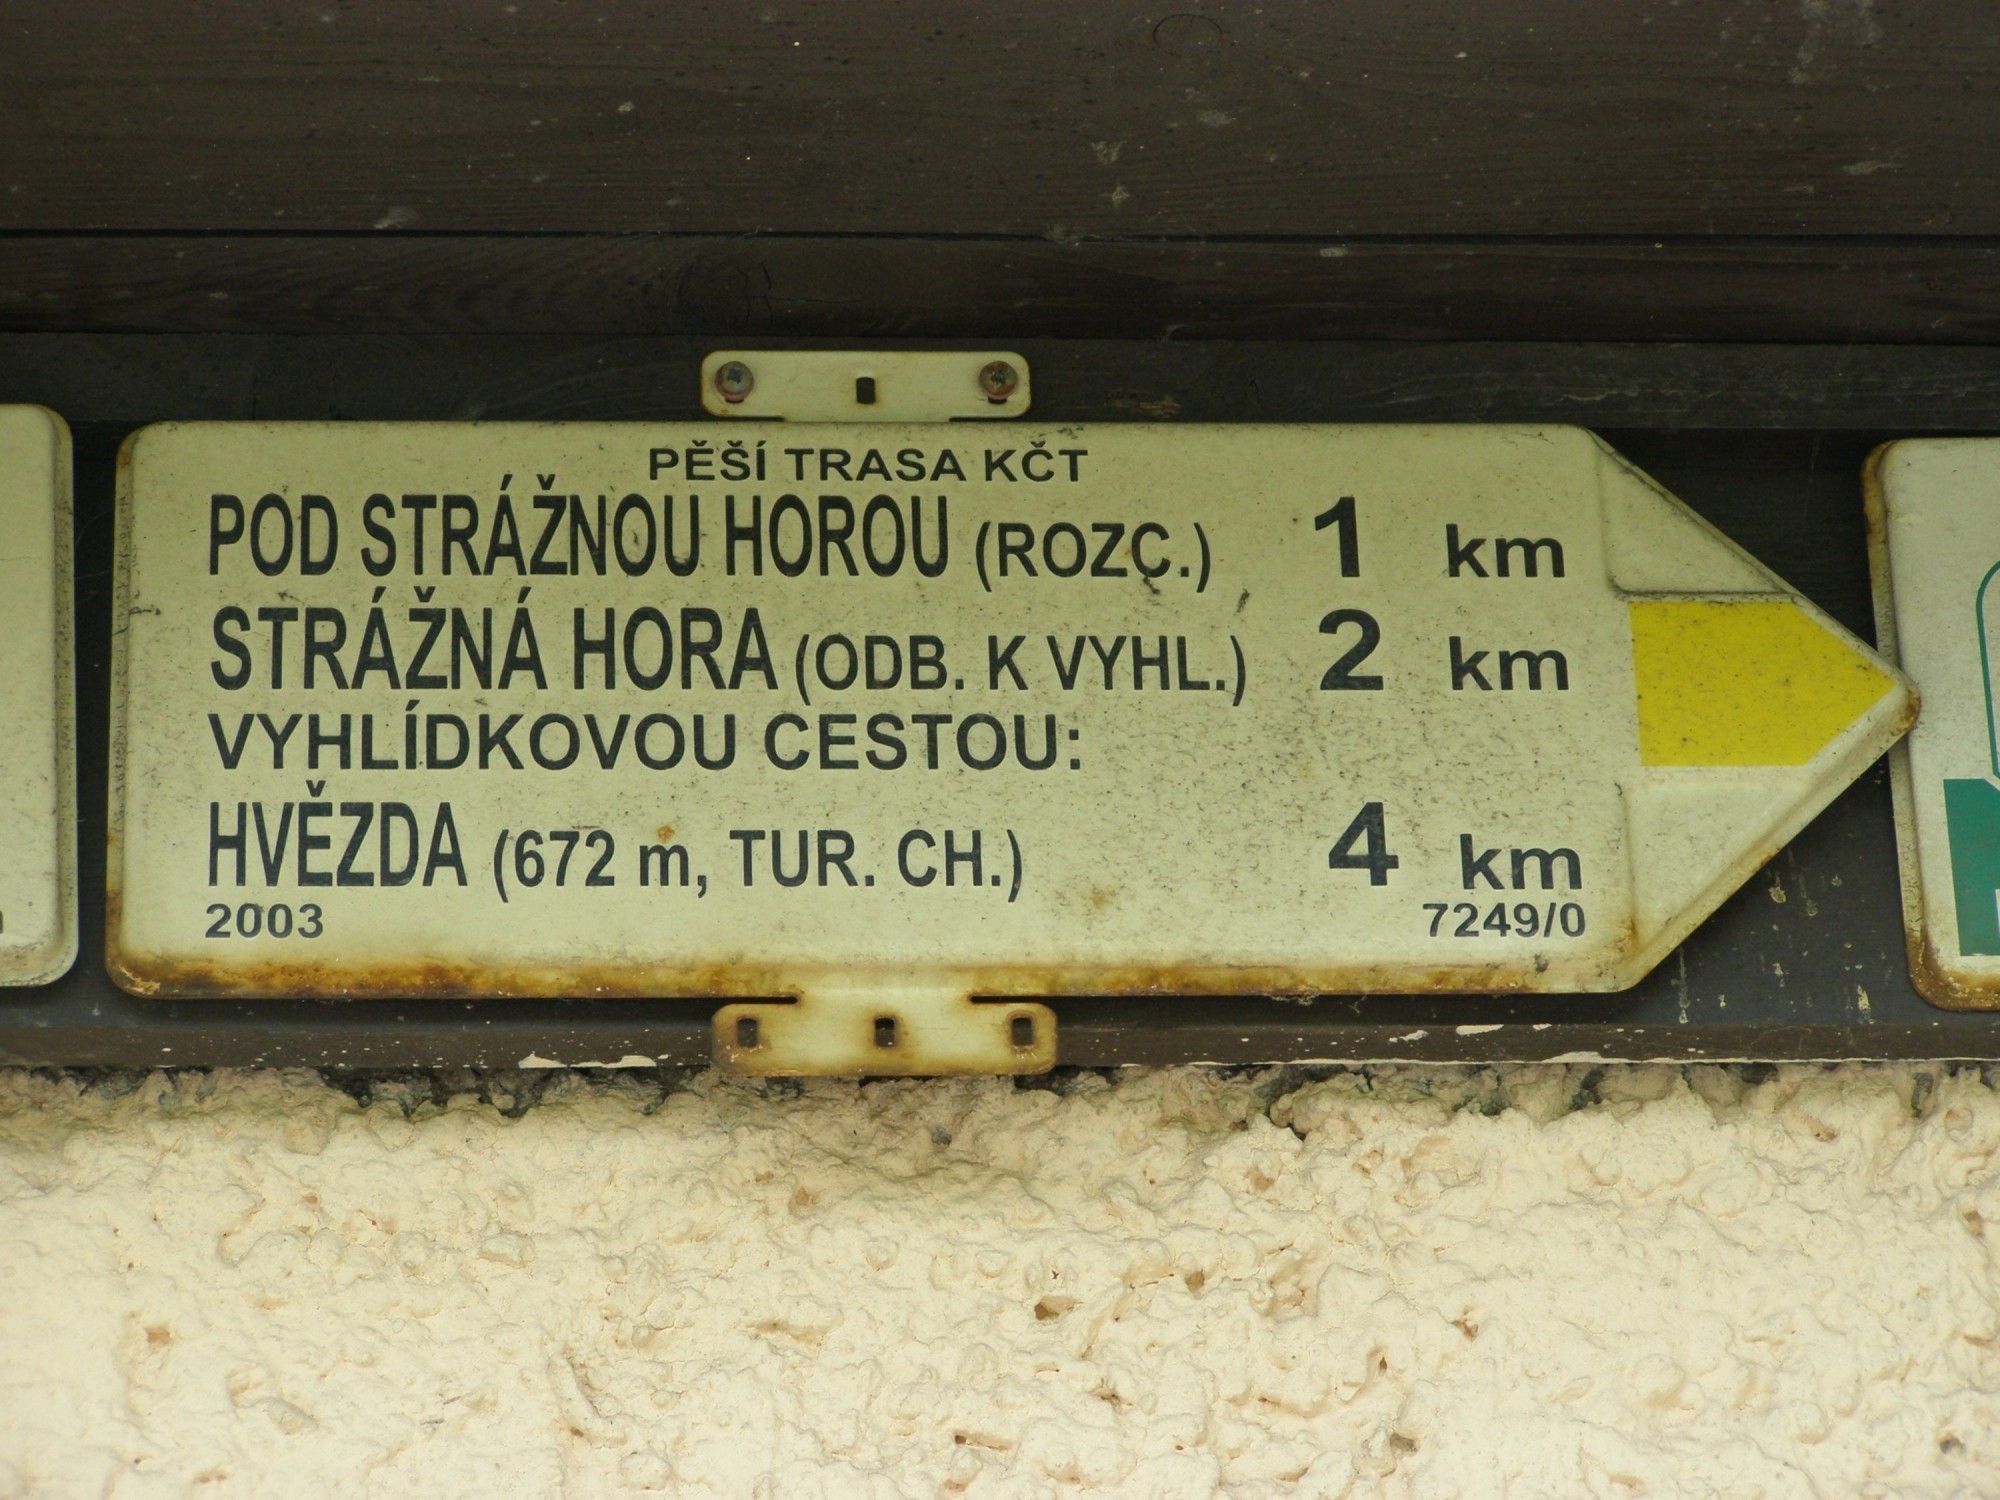 PĚŠÍ TRASA KČT
POD STRÁŽNOU HOROU (ROZC.) 1 km
STRÁŽNÁ HORA (ODB. K VYHL.) 2 km
VYHLÍDKOVOU CESTOU:
HVĚZDA (672 m, TUR. CH.) 4 km
2003 7249/0